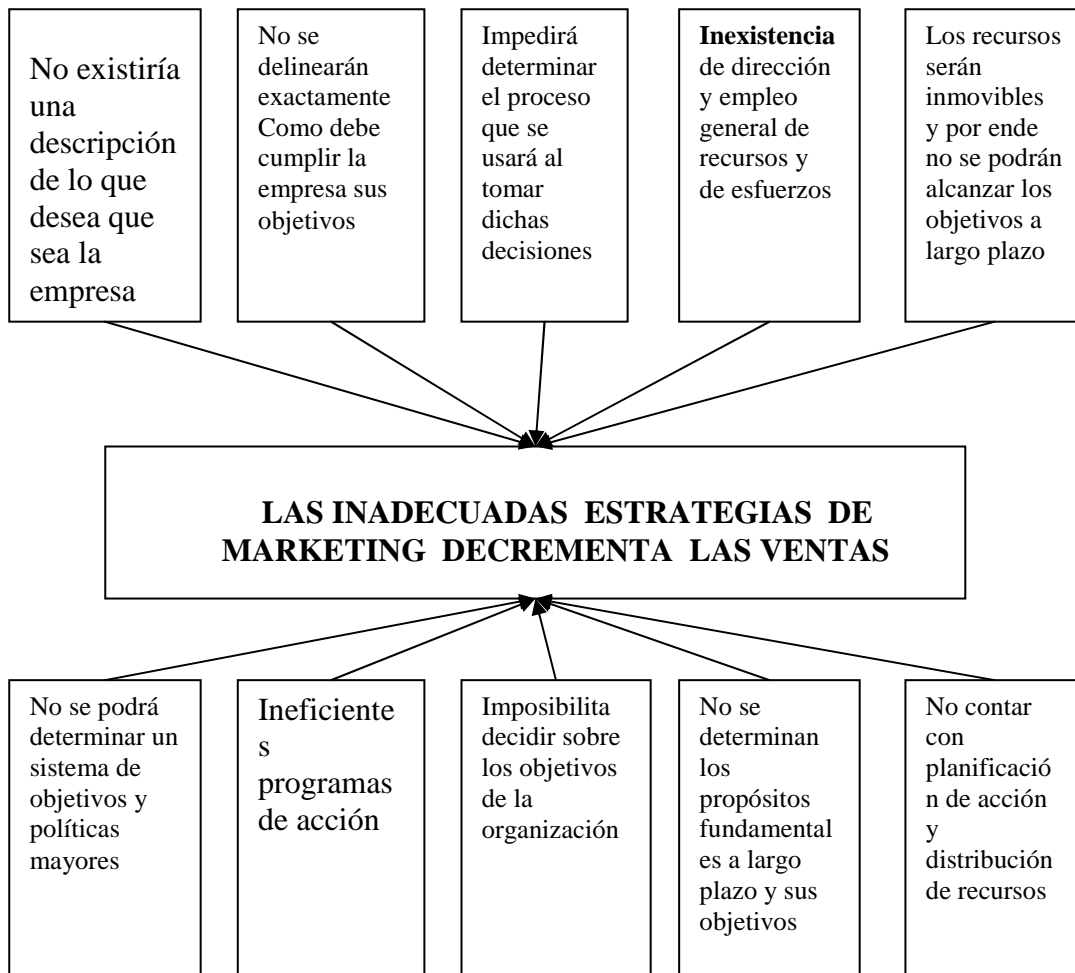 No existiría
una
descripción
de lo que
desea que
sea la
empresa
No se
delinearán
exactamente
Como debe
cumplir la
empresa sus
objetivos
Impedirá
determinar
el proceso
que se
usará al
tomar
dichas
decisiones
Inexistencia
de dirección
y empleo
general de
recursos y
de esfuerzos
Los recursos
serán
inmovibles
y por ende
no se podrán
alcanzar los
objetivos a
largo plazo
LAS INADECUADAS ESTRATEGIAS DE
MARKETING DECREMENTA LAS VENTAS
No se podrá
determinar un
sistema de
objetivos y
políticas
mayores
Ineficiente
s
programas
de acción
Imposibilita
decidir sobre
los objetivos
de la
organización
No se
determinan
los
propósitos
fundamental
es a largo
plazo y sus
objetivos
No contar
con
planificació
n de acción
y
distribución
de recursos